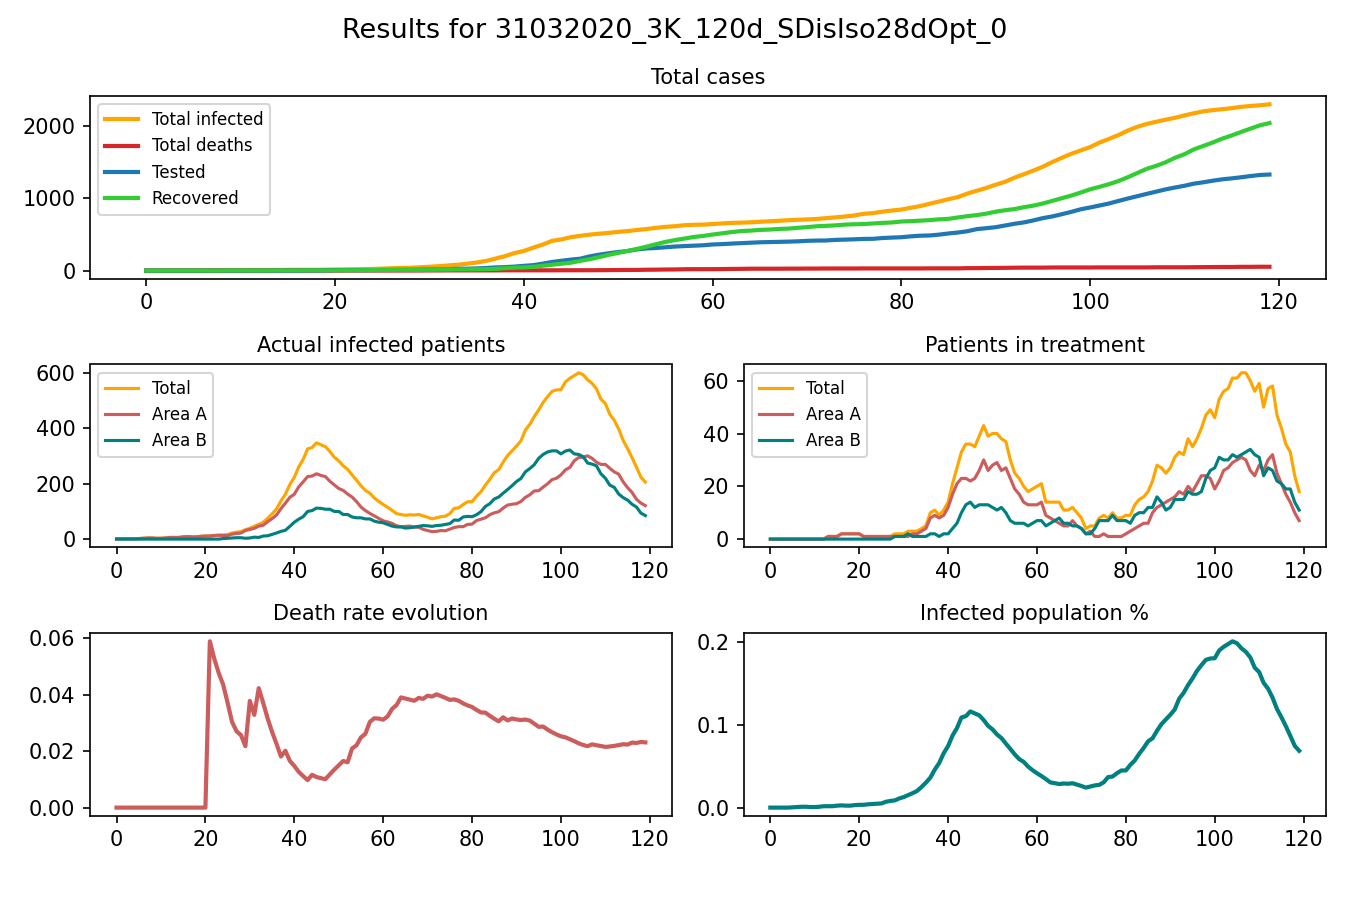 Results for 31032020_3K_120d_SDisIso28dOpt_0
Total cases
Total infected
Total deaths
Tested
Recovered
2000
1000
0
0 20 40 60 80 100 120
Actual infected patients
Total
Area A
Area B
600
400
200
0
0 20 40 60 80 100 120
Patients in treatment
Total
Area A
Area B
60
40
20
0
0 20 40 60 80 100 120
Death rate evolution
0.06
0.04
0.02
0.00
0 20 40 60 80 100 120
Infected population %
0.2
0.1
0.0
0 20 40 60 80 100 120